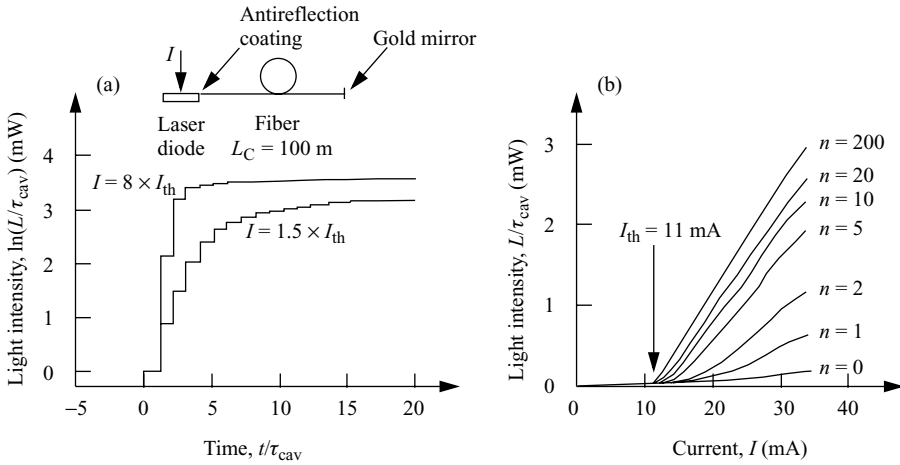 Antireflection
coating
Gold mirror
I
(a)
Laser
diode
Fiber
L_C = 100 m
Light intensity, ln(L/τ_cav) (mW)
4
3
2
1
0
I = 8 × I_th
I = 1.5 × I_th
−5
0
5
10
15
20
Time, t/τ_cav
(b)
Light intensity, L/τ_cav (mW)
3
2
1
0
I_th = 11 mA
n = 200
n = 20
n = 10
n = 5
n = 2
n = 1
n = 0
0
10
20
30
40
Current, I (mA)